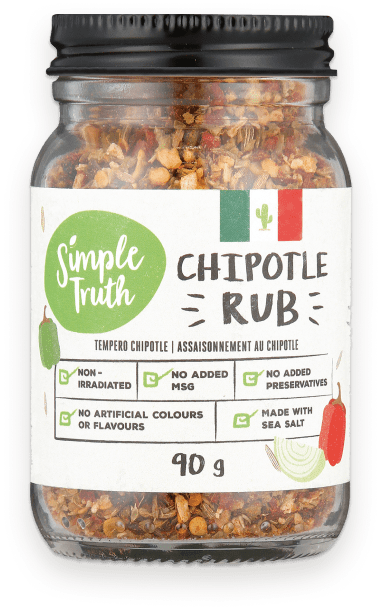 Simple
Truth
CHIPOTLE
RUB
TEMPERO CHIPOTLE | ASSAISONNEMENT AU CHIPOTLE
NON-
IRRADIATED
NO ADDED
MSG
NO ADDED
PRESERVATIVES
NO ARTIFICIAL COLOURS
OR FLAVOURS
MADE WITH
SEA SALT
90 g